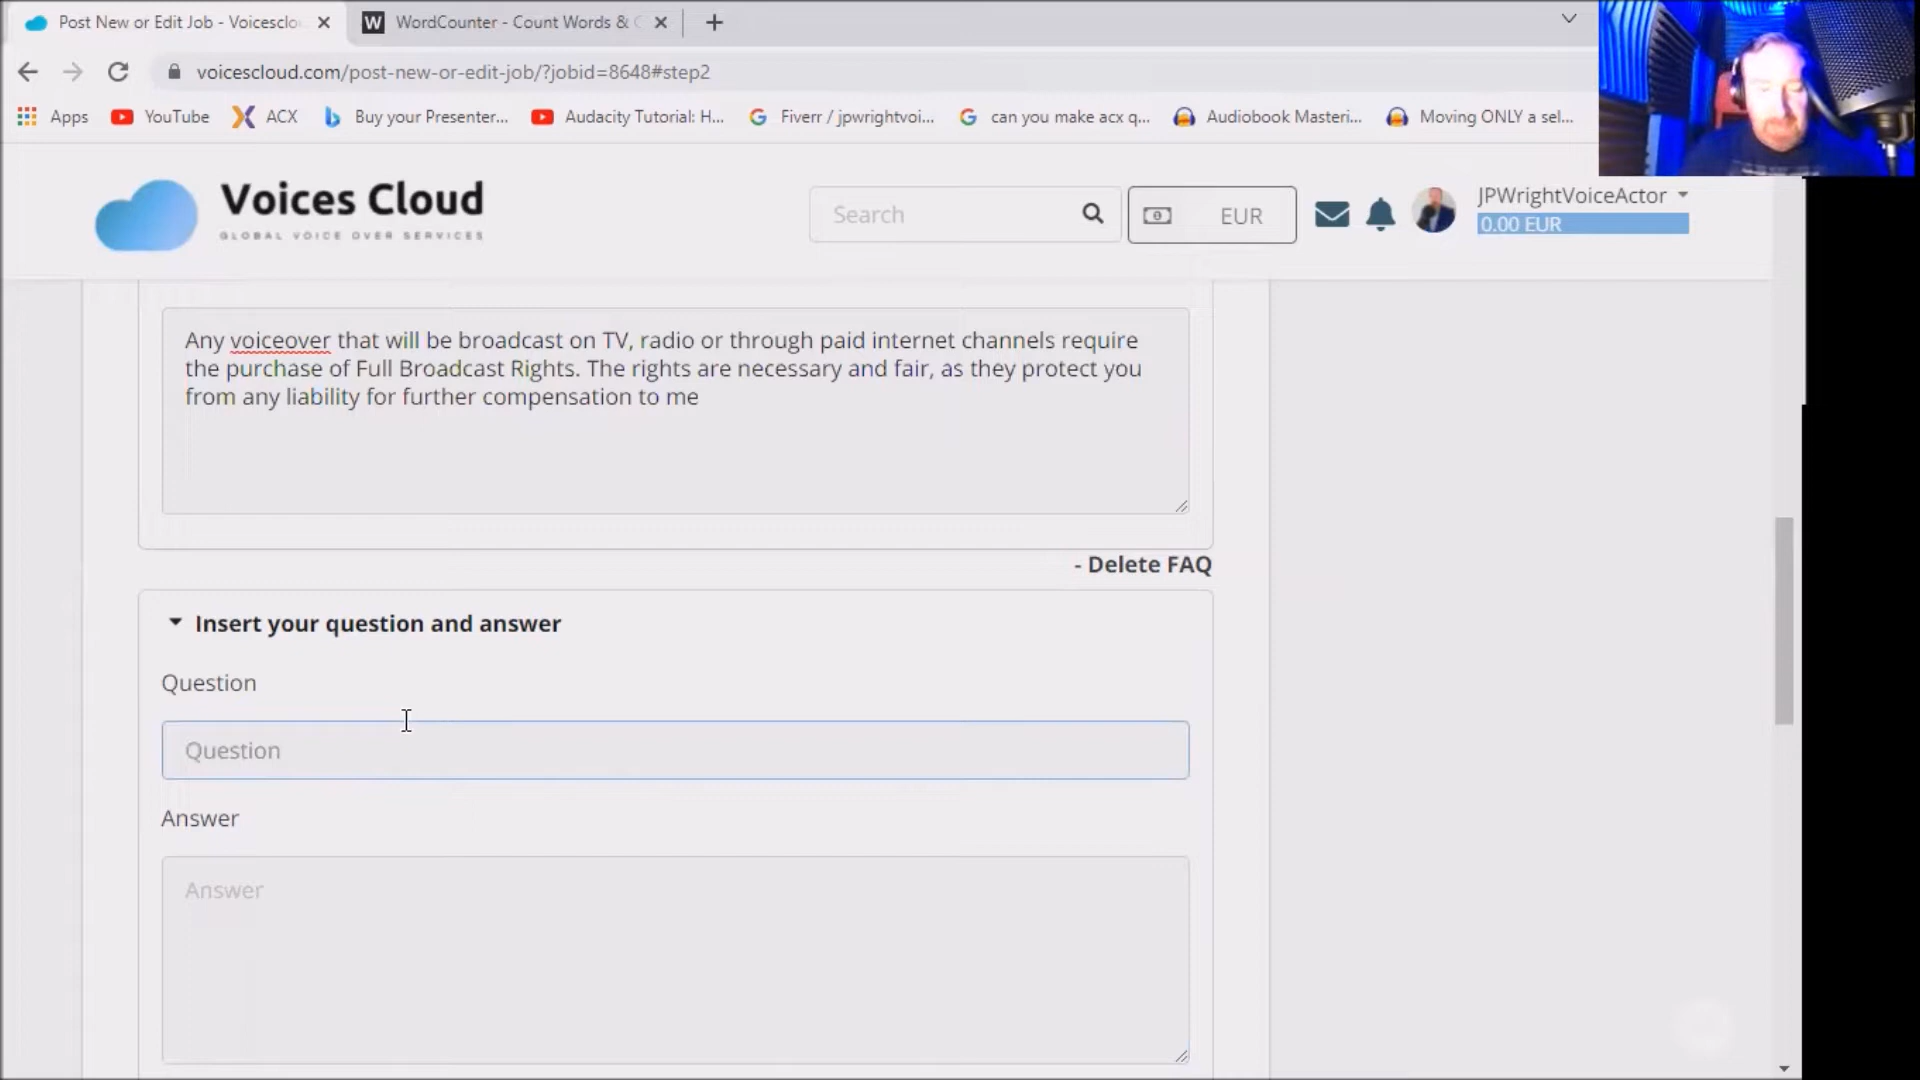 Post New or Edit Job - Voicesclo
WordCounter - Count Words & C
voicescloud.com/post-new-or-edit-job/?jobid=8648#step2
Apps
YouTube
ACX
Buy your Presenter...
Audacity Tutorial: H...
Fiverr / jpwrightvoi...
can you make acx q...
Audiobook Masteri...
Moving ONLY a sel...
Voices Cloud
GLOBAL VOICE OVER SERVICES
Search
EUR
JPWrightVoiceActor
0.00 EUR
Any voiceover that will be broadcast on TV, radio or through paid internet channels require
the purchase of Full Broadcast Rights. The rights are necessary and fair, as they protect you
from any liability for further compensation to me
- Delete FAQ
Insert your question and answer
Question
Question
Answer
Answer